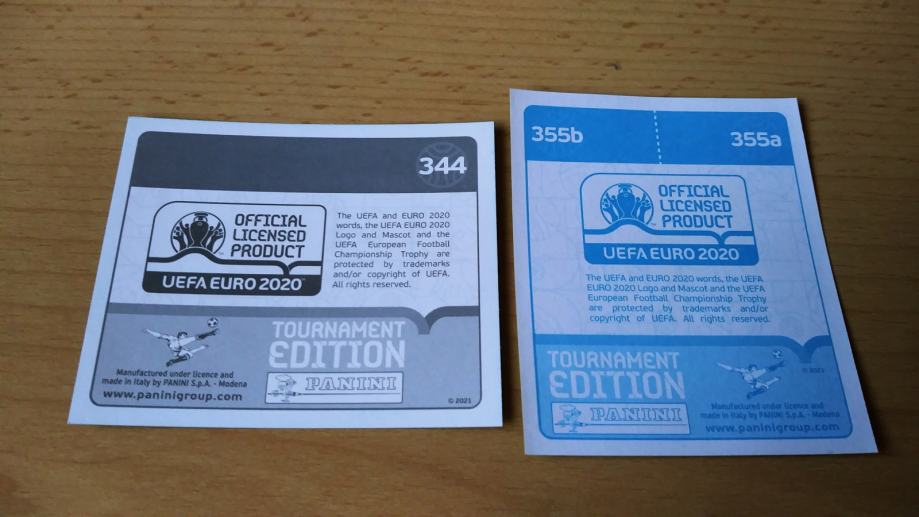 344
OFFICIAL
LICENSED
PRODUCT
™
UEFA EURO 2020™
The UEFA and EURO 2020
words, the UEFA EURO 2020
Logo and Mascot and the
UEFA European Football
Championship Trophy are
protected by trademarks
and/or copyright of UEFA.
All rights reserved.
TOURNAMENT
EDITION
Manufactured under licence and
made in Italy by PANINI S.p.A. - Modena
www.paninigroup.com
PANINI
© 2021
355b
355a
OFFICIAL
LICENSED
PRODUCT
™
UEFA EURO 2020
The UEFA and EURO 2020 words, the UEFA
EURO 2020 Logo and Mascot and the UEFA
European Football Championship Trophy
are protected by trademarks and/or
copyright of UEFA. All rights reserved.
TOURNAMENT
EDITION
PANINI
© 2021
Manufactured under licence and
made in Italy by PANINI S.p.A. - Modena
www.paninigroup.com